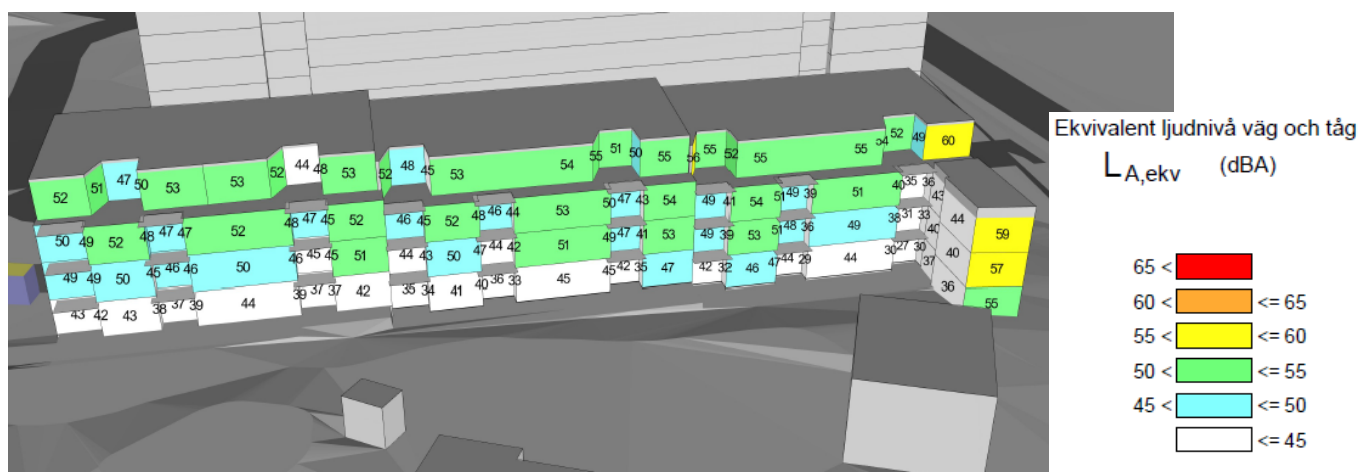 52 51 47 50 53 53 52 44 48 53 52 48 45 53 54 55 51 50 55 56 55 52 55 55 54 52 49 60
50 49 52 48 47 47 52 48 47 45 52 46 45 52 48 46 44 53 49 47 43 54 49 41 54 51 49 39 51 40 35 36 43 44 59
49 49 50 45 46 46 50 46 45 45 51 44 43 50 47 44 42 51 49 47 41 53 49 39 53 51 48 36 49 38 31 33 40 40 57
43 42 43 38 37 39 44 39 37 37 42 35 34 41 40 36 33 45 45 42 35 47 42 32 46 47 44 29 44 30 27 30 37 36 55
Ekvivalent ljudnivå väg och tåg
L A,ekv (dBA)
65 <
60 < <= 65
55 < <= 60
50 < <= 55
45 < <= 50
<= 45